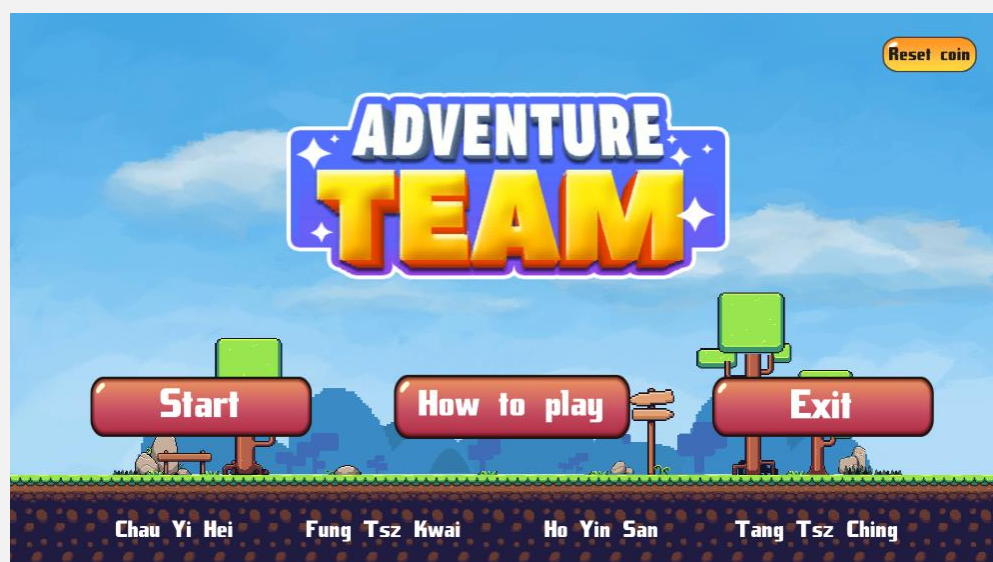 Reset coin
ADVENTURE
TEAM
Start
How to play
Exit
Chau Yi Hei
Fung Tsz Kwai
Ho Yin San
Tang Tsz Ching